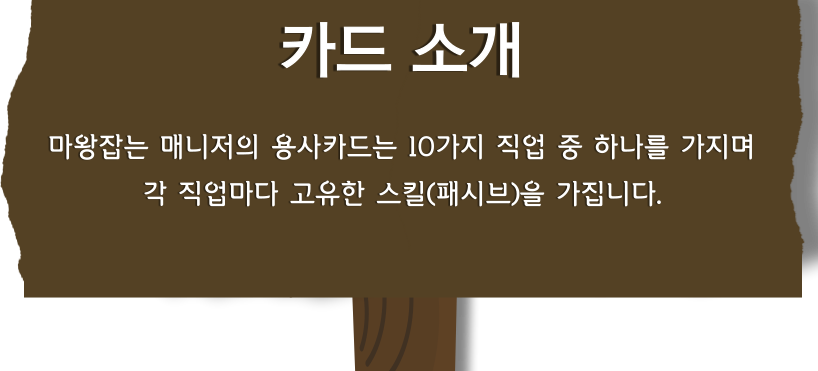 카드 소개
마왕잡는 매니저의 용사카드는 10가지 직업 중 하나를 가지며
각 직업마다 고유한 스킬(패시브)을 가집니다.